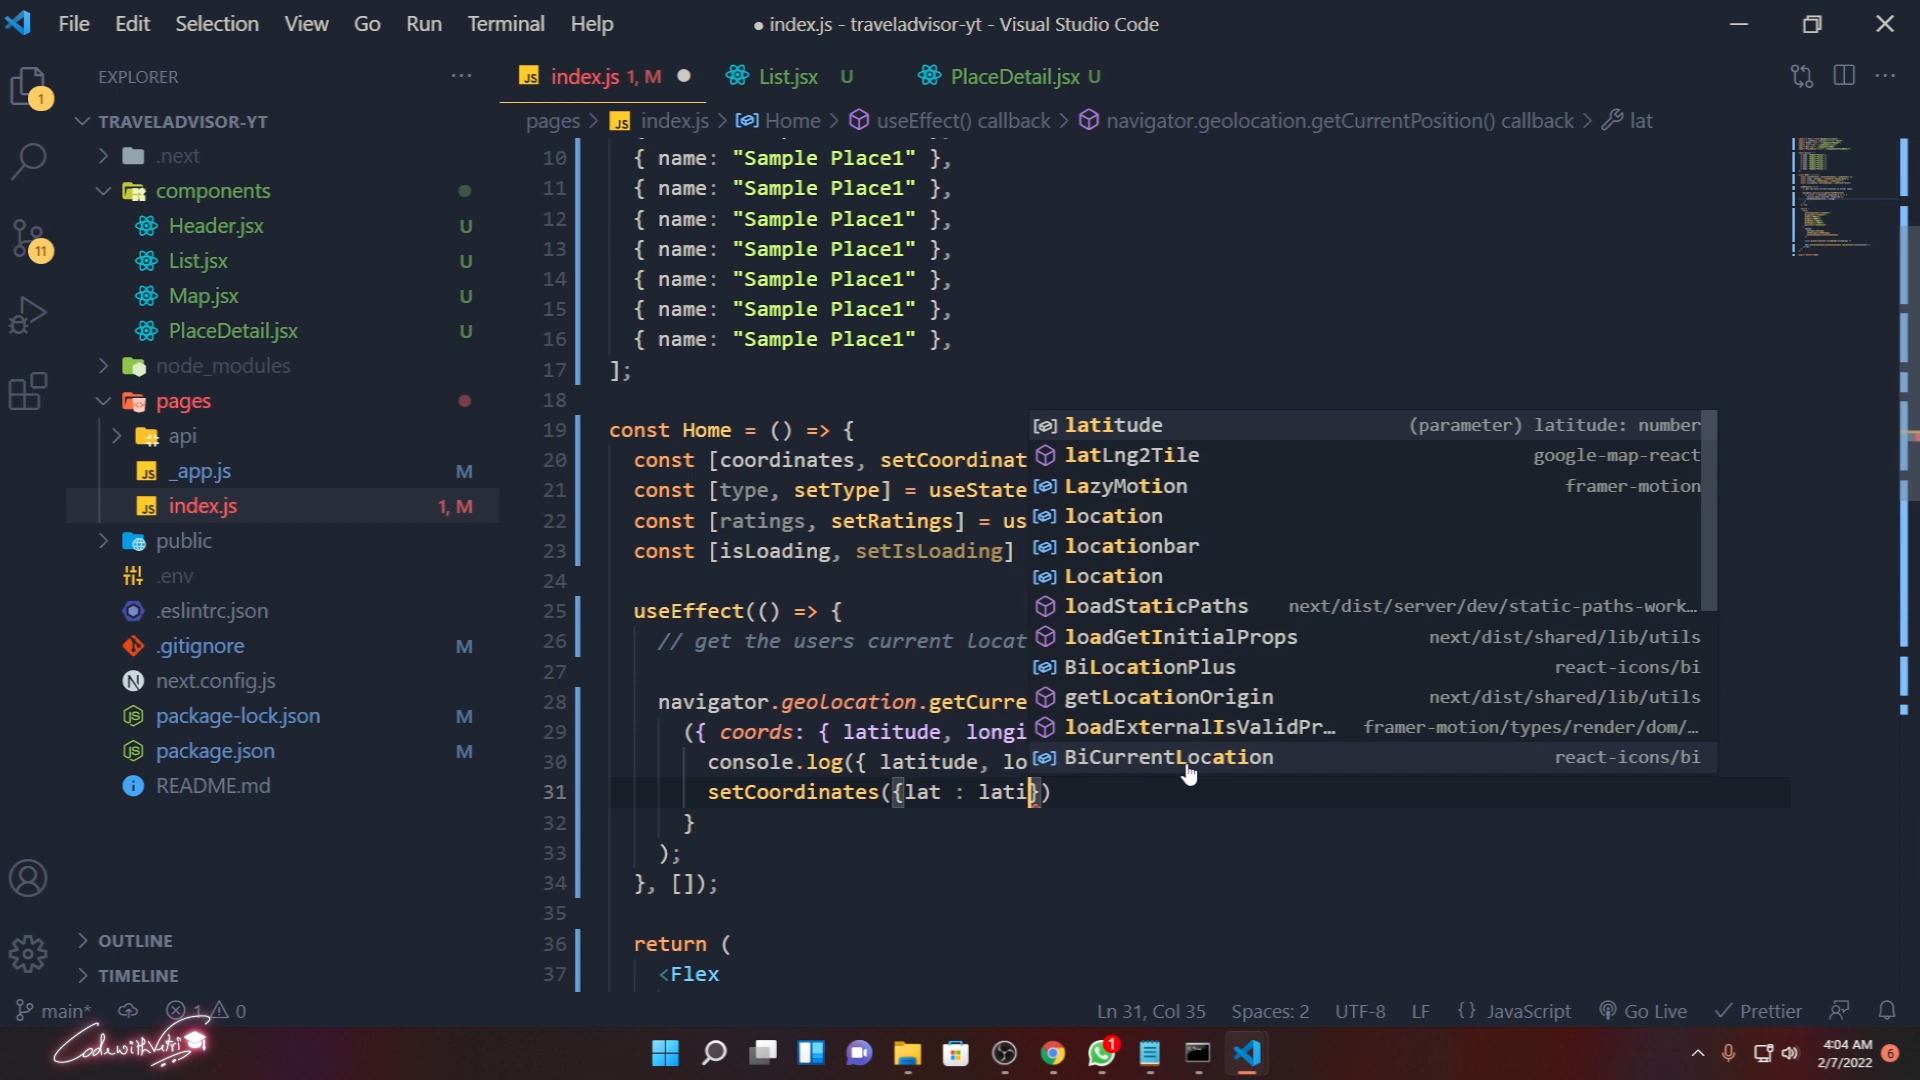 File Edit Selection View Go Run Terminal Help
● index.js - traveladvisor-yt - Visual Studio Code
EXPLORER ···
index.js 1, M ●
List.jsx U
PlaceDetail.jsx U
1
11
TRAVELADVISOR-YT
.next
components
Header.jsx U
List.jsx U
Map.jsx U
PlaceDetail.jsx U
node_modules
pages
api
_app.js M
index.js 1, M
public
.env
.eslintrc.json
.gitignore M
next.config.js
package-lock.json M
package.json M
README.md
OUTLINE
TIMELINE
pages > index.js > Home > useEffect() callback > navigator.geolocation.getCurrentPosition() callback > lat
10 { name: "Sample Place1" },
11 { name: "Sample Place1" },
12 { name: "Sample Place1" },
13 { name: "Sample Place1" },
14 { name: "Sample Place1" },
15 { name: "Sample Place1" },
16 { name: "Sample Place1" },
17 ];
18
19 const Home = () => {
20 const [coordinates, setCoordinat
21 const [type, setType] = useState
22 const [ratings, setRatings] = us
23 const [isLoading, setIsLoading]
24
25 useEffect(() => {
26 // get the users current locat
27
28 navigator.geolocation.getCurre
29 ({ coords: { latitude, longi
30 console.log({ latitude, lo
31 setCoordinates({lat : lati})
32 }
33 );
34 }, []);
35
36 return (
37 <Flex
latitude (parameter) latitude: number
latLng2Tile google-map-react
LazyMotion framer-motion
location
locationbar
Location
loadStaticPaths next/dist/server/dev/static-paths-work…
loadGetInitialProps next/dist/shared/lib/utils
BiLocationPlus react-icons/bi
getLocationOrigin next/dist/shared/lib/utils
loadExternalIsValidPr… framer-motion/types/render/dom/…
BiCurrentLocation react-icons/bi
main* 1 0
Ln 31, Col 35 Spaces: 2 UTF-8 LF {} JavaScript Go Live Prettier
CodewithVetri
1
4:04 AM
2/7/2022
6